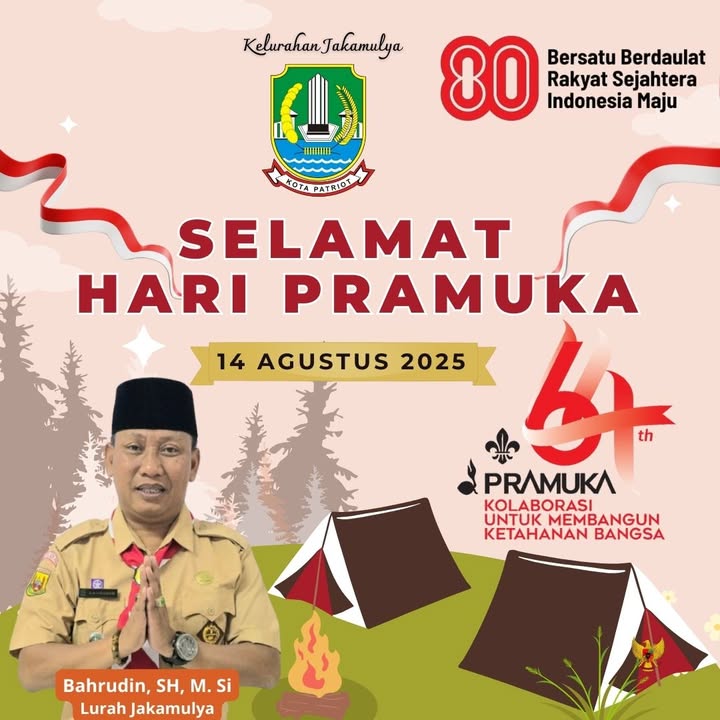 Kelurahan Jakamulya
KOTA PATRIOT
80
Bersatu Berdaulat
Rakyat Sejahtera
Indonesia Maju
SELAMAT
HARI PRAMUKA
14 AGUSTUS 2025
64th
PRAMUKA
KOLABORASI
UNTUK MEMBANGUN
KETAHANAN BANGSA
Bahrudin, SH, M. Si
Lurah Jakamulya